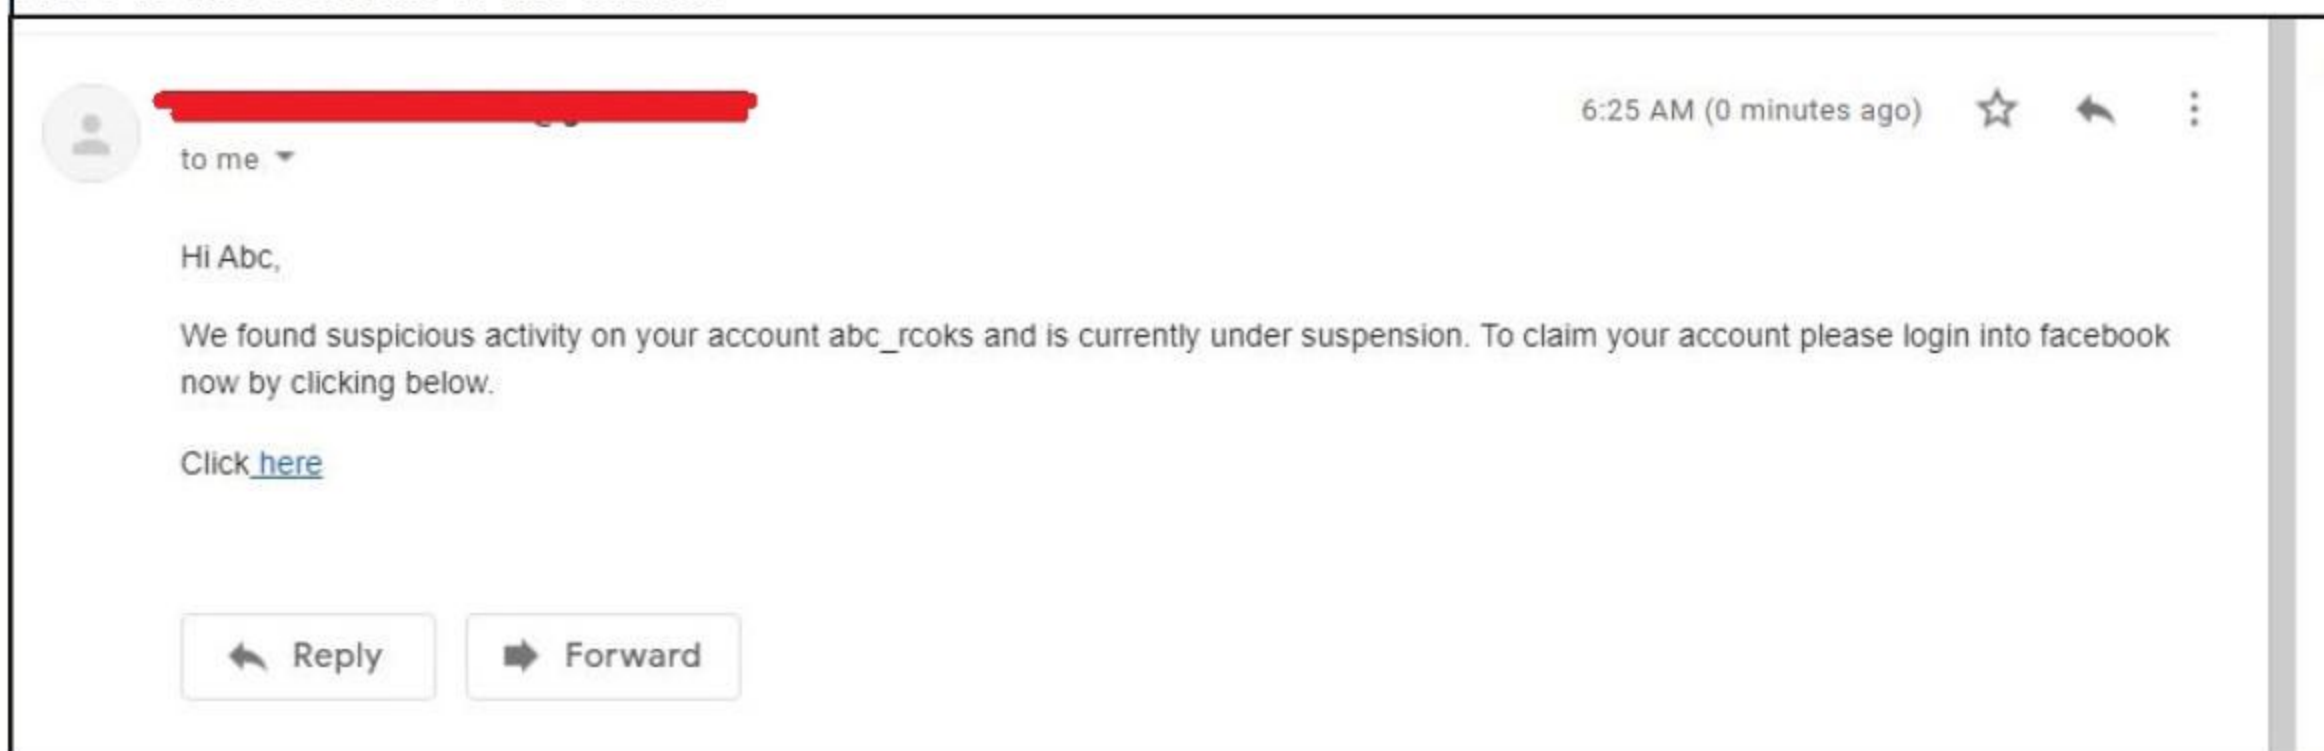 6:25 AM (0 minutes ago)
to me
Hi Abc,
We found suspicious activity on your account abc_rcoks and is currently under suspension. To claim your account please login into facebook
now by clicking below.
Click here
Reply
Forward